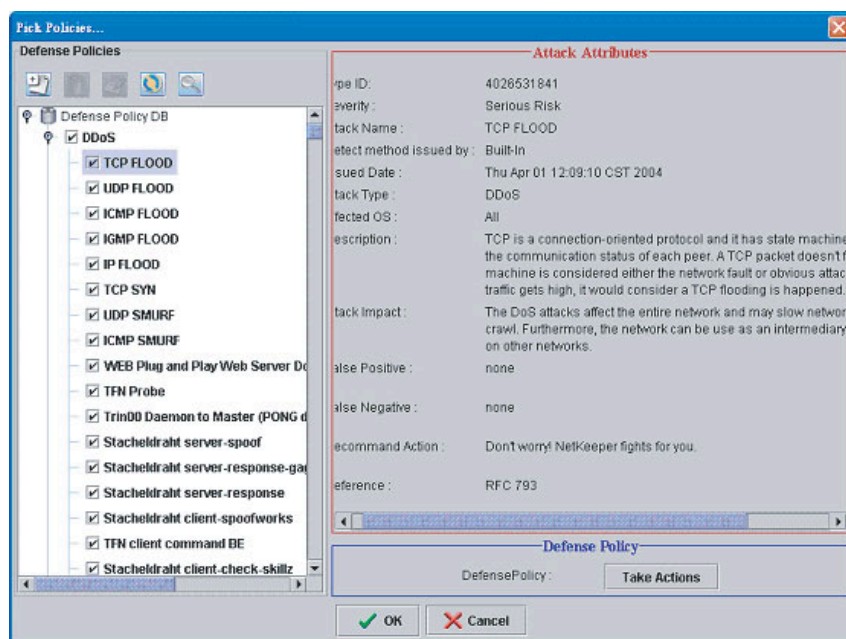 Pick Policies...
Defense Policies
Defense Policy DB
DDoS
TCP FLOOD
UDP FLOOD
ICMP FLOOD
IGMP FLOOD
IP FLOOD
TCP SYN
UDP SMURF
ICMP SMURF
WEB Plug and Play Web Server Do
TFN Probe
Trin00 Daemon to Master (PONG d
Stacheldraht server-spoof
Stacheldraht server-response-gag
Stacheldraht server-response
Stacheldraht client-spoofworks
TFN client command BE
Stacheldraht client-check-skillz
Attack Attributes
ype ID: 4026531841
everity : Serious Risk
tack Name : TCP FLOOD
etect method issued by : Built-In
sued Date : Thu Apr 01 12:09:10 CST 2004
tack Type : DDoS
fected OS : All
escription : TCP is a connection-oriented protocol and it has state machine
the communication status of each peer. A TCP packet doesn't f
machine is considered either the network fault or obvious attac
traffic gets high, it would consider a TCP flooding is happened.
tack Impact : The DoS attacks affect the entire network and may slow networ
crawl. Furthermore, the network can be use as an intermediary
on other networks.
alse Positive : none
alse Negative : none
ecommand Action : Don't worry! NetKeeper fights for you.
eference : RFC 793
Defense Policy
DefensePolicy : Take Actions
OK Cancel